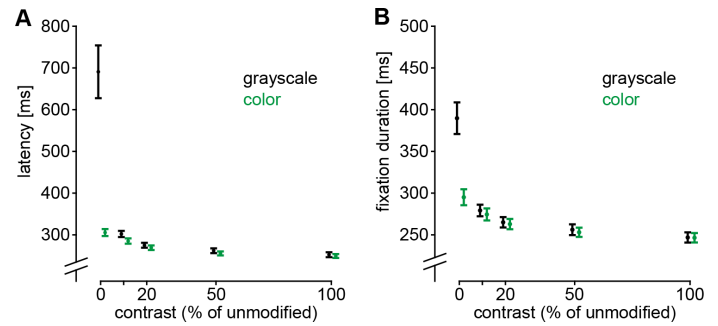 A
latency [ms]
800
700
600
500
400
300
grayscale
color
0 20 50 100
contrast (% of unmodified)
B
fixation duration [ms]
500
450
400
350
300
250
grayscale
color
0 20 50 100
contrast (% of unmodified)